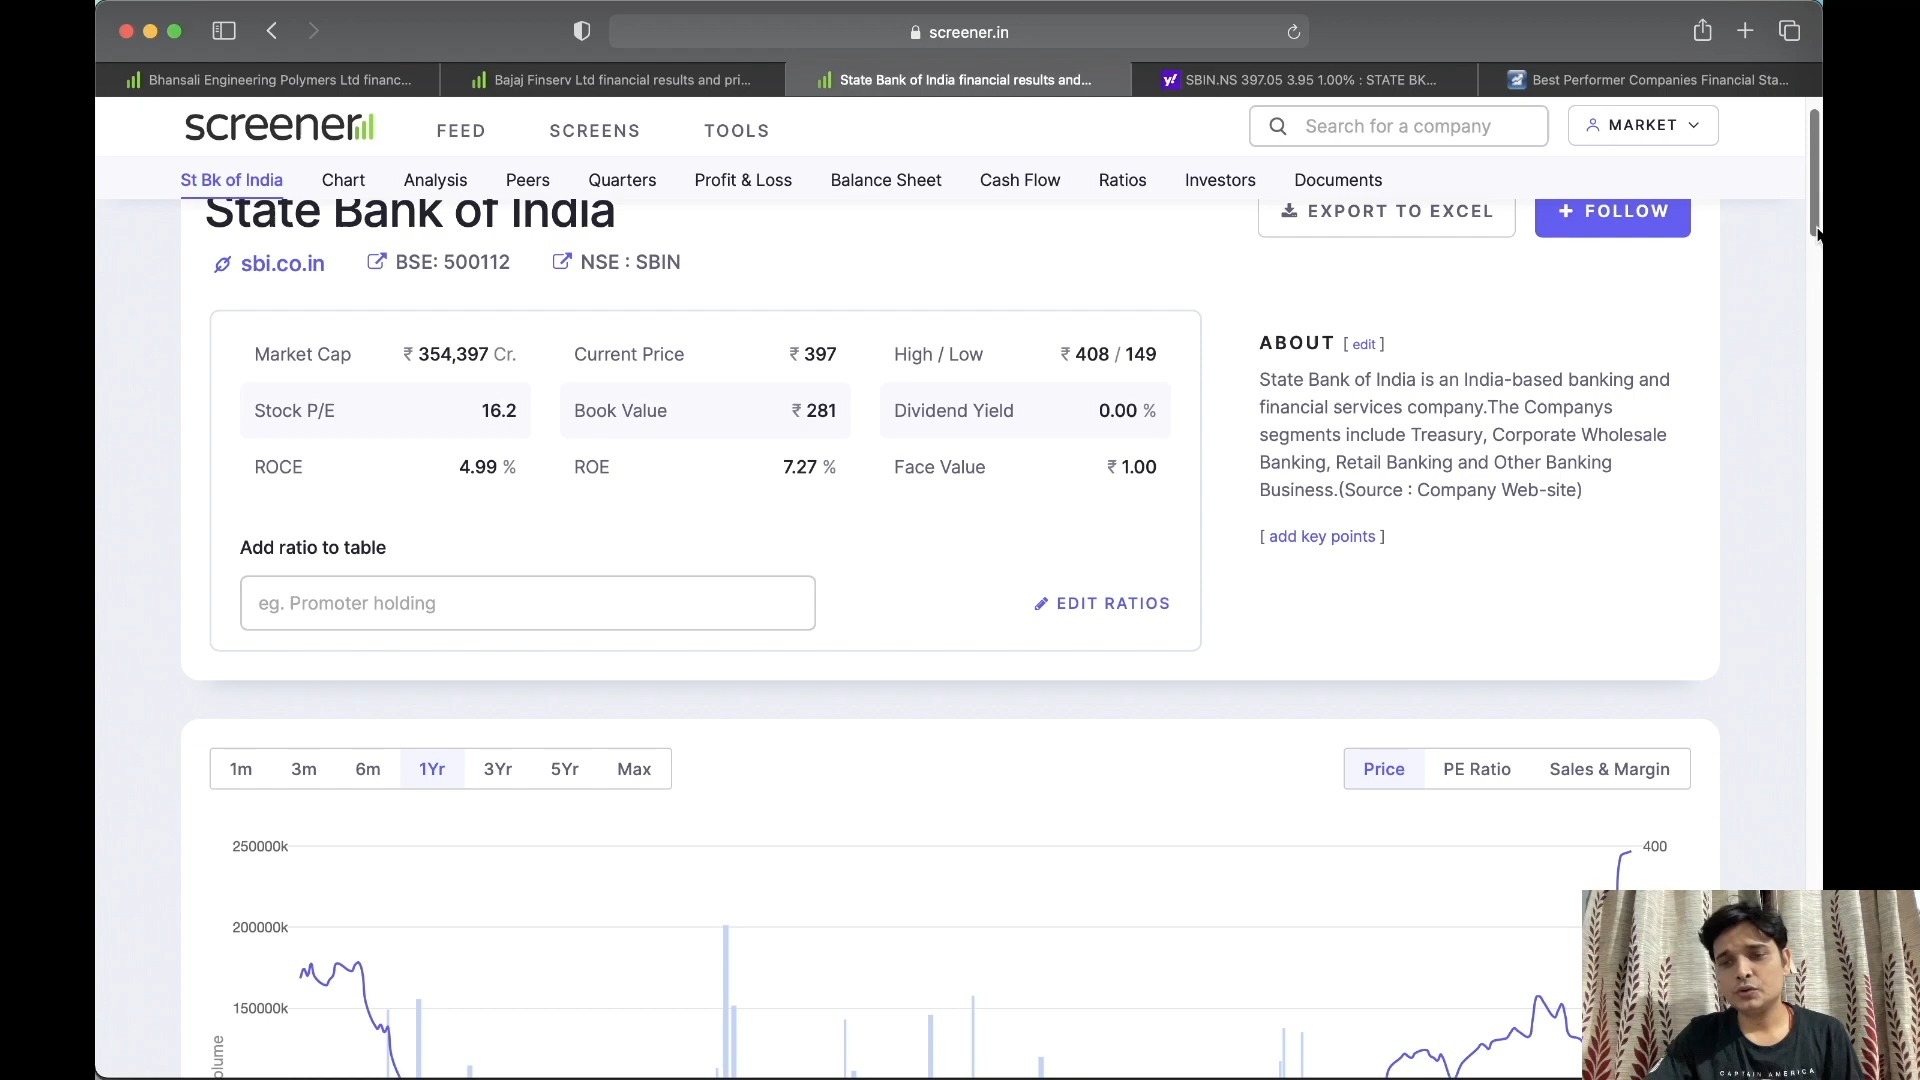 screener.in
Bhansali Engineering Polymers Ltd financ...
Bajaj Finserv Ltd financial results and pri...
State Bank of India financial results and...
SBIN.NS 397.05 3.95 1.00% : STATE BK...
Best Performer Companies Financial Sta...
screener
FEED
SCREENS
TOOLS
Search for a company
MARKET
St Bk of India
Chart
Analysis
Peers
Quarters
Profit & Loss
Balance Sheet
Cash Flow
Ratios
Investors
Documents
State Bank of India
EXPORT TO EXCEL
+ FOLLOW
sbi.co.in
BSE: 500112
NSE : SBIN
Market Cap ₹ 354,397 Cr.
Current Price ₹ 397
High / Low ₹ 408 / 149
Stock P/E 16.2
Book Value ₹ 281
Dividend Yield 0.00 %
ROCE 4.99 %
ROE 7.27 %
Face Value ₹ 1.00
Add ratio to table
eg. Promoter holding
EDIT RATIOS
ABOUT [ edit ]
State Bank of India is an India-based banking and
financial services company.The Companys
segments include Treasury, Corporate Wholesale
Banking, Retail Banking and Other Banking
Business.(Source : Company Web-site)
[ add key points ]
1m
3m
6m
1Yr
3Yr
5Yr
Max
Price
PE Ratio
Sales & Margin
250000k
400
200000k
150000k
olume
CAPTAIN AMERICA